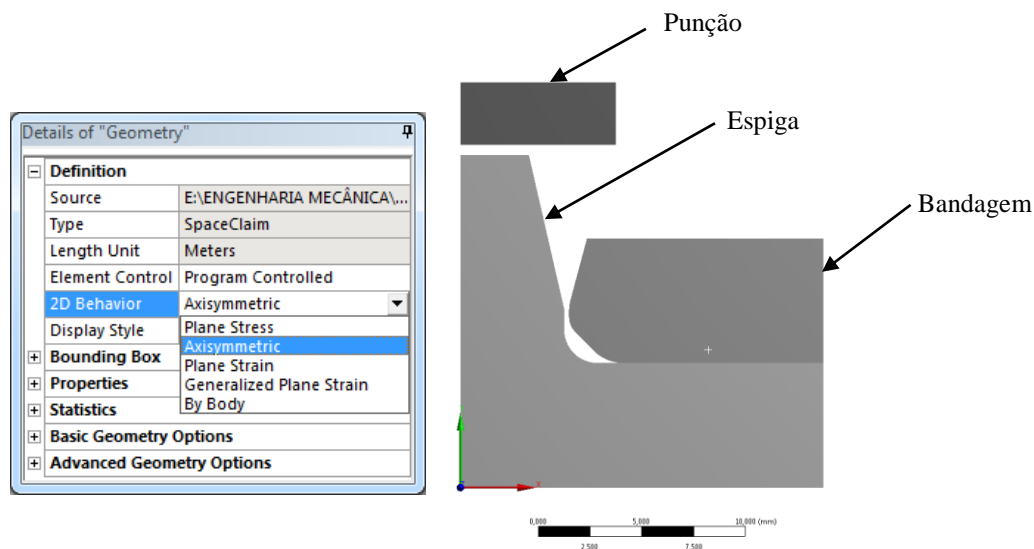 Details of "Geometry"
Definition
Source E:\ENGENHARIA MECÂNICA\...
Type SpaceClaim
Length Unit Meters
Element Control Program Controlled
2D Behavior Axisymmetric
Display Style
Plane Stress
Axisymmetric
Plane Strain
Generalized Plane Strain
By Body
Bounding Box
Properties
Statistics
Basic Geometry Options
Advanced Geometry Options
Punção
Espiga
Bandagem
X
0,000 5,000 10,000 (mm)
2,500 7,500